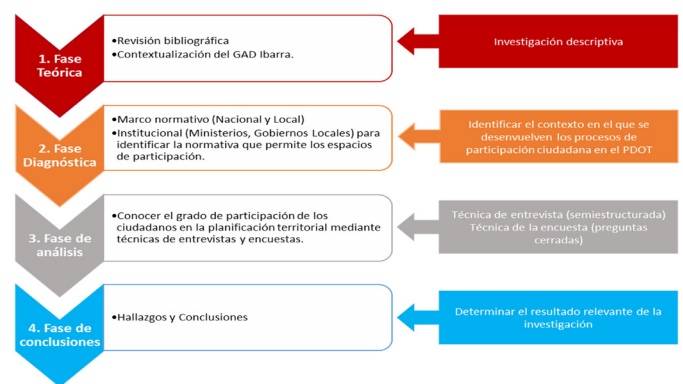 1. Fase
Teórica
•Revisión bibliográfica
•Contextualización del GAD Ibarra.
Investigación descriptiva
2. Fase
Diagnóstica
•Marco normativo (Nacional y Local)
•Institucional (Ministerios, Gobiernos Locales) para
identificar la normativa que permite los espacios
de participación.
Identificar el contexto en el que se
desenvuelven los procesos de
participación ciudadana en el PDOT
3. Fase de
análisis
•Conocer el grado de participación de los
ciudadanos en la planificación territorial mediante
técnicas de entrevistas y encuestas.
Técnica de entrevista (semiestructurada)
Técnica de la encuesta (preguntas
cerradas)
4. Fase de
conclusiones
•Hallazgos y Conclusiones
Determinar el resultado relevante de la
investigación